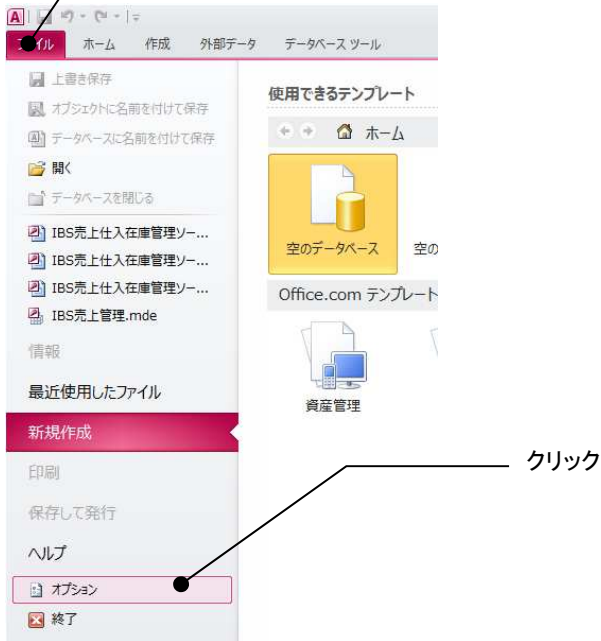 A
ファイル ホーム 作成 外部データ データベース ツール
上書き保存
オブジェクトに名前を付けて保存
データベースに名前を付けて保存
開く
データベースを閉じる
IBS売上仕入在庫管理ソー...
IBS売上仕入在庫管理ソー...
IBS売上仕入在庫管理ソー...
IBS売上管理.mde
情報
最近使用したファイル
新規作成
印刷
保存して発行
ヘルプ
オプション
終了
使用できるテンプレート
ホーム
空のデータベース 空の
Office.com テンプレート
資産管理
クリック